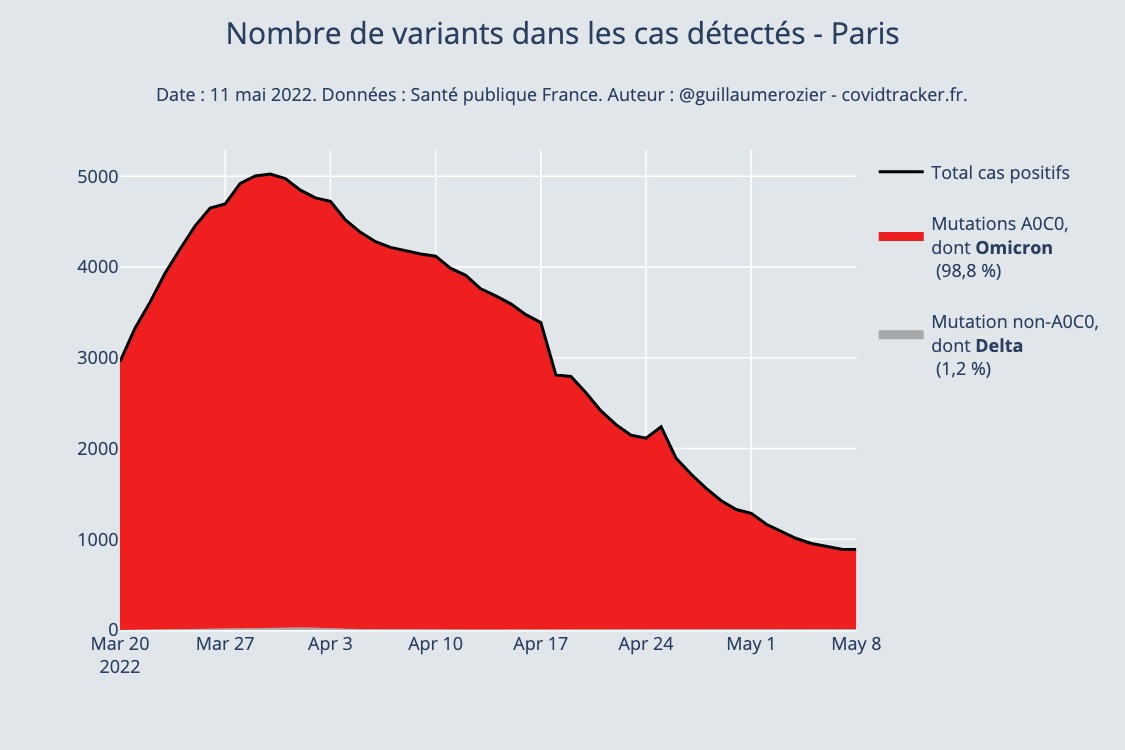 Nombre de variants dans les cas détectés - Paris
Date : 11 mai 2022. Données : Santé publique France. Auteur : @guillaumerozier - covidtracker.fr.
5000
4000
3000
2000
1000
0
Mar 20
2022
Mar 27
Apr 3
Apr 10
Apr 17
Apr 24
May 1
May 8
Total cas positifs
Mutations A0C0,
dont Omicron
(98,8 %)
Mutation non-A0C0,
dont Delta
(1,2 %)